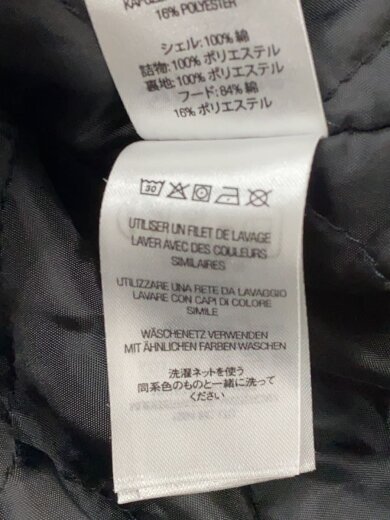 16% POLYESTER
シェル: 100% 綿
詰物: 100% ポリエステル
裏地: 100% ポリエステル
フード: 84% 綿
16% ポリエステル
30
UTILISER UN FILET DE LAVAGE
LAVER AVEC DES COULEURS
SIMILAIRES
UTILIZZARE UNA RETE DA LAVAGGIO
LAVARE CON CAPI DI COLORE
SIMILE
WÄSCHENETZ VERWENDEN
MIT ÄHNLICHEN FARBEN WASCHEN
洗濯ネットを使う
同系色のものと一緒に洗って
ください